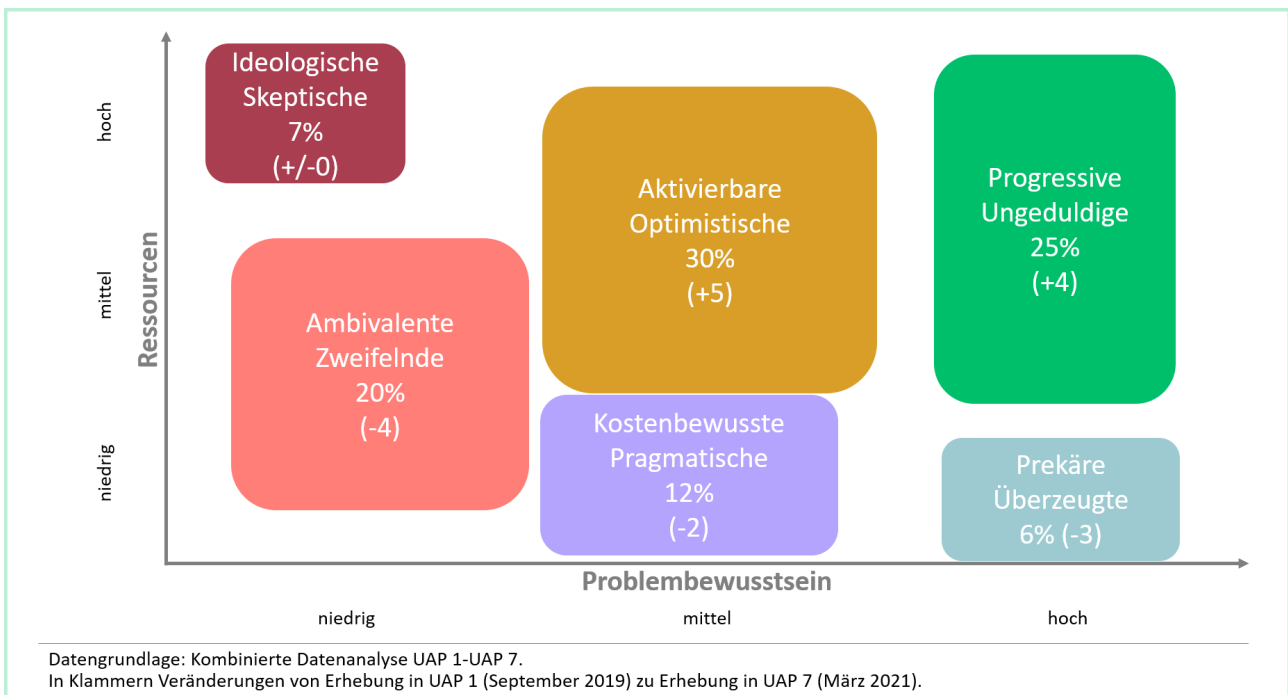 Ressourcen
hoch
mittel
niedrig
Ideologische
Skeptische
7%
(+/-0)
Ambivalente
Zweifelnde
20%
(-4)
Aktivierbare
Optimistische
30%
(+5)
Kostenbewusste
Pragmatische
12%
(-2)
Progressive
Ungeduldige
25%
(+4)
Prekäre
Überzeugte
6% (-3)
Problembewusstsein
niedrig
mittel
hoch
Datengrundlage: Kombinierte Datenanalyse UAP 1-UAP 7.
In Klammern Veränderungen von Erhebung in UAP 1 (September 2019) zu Erhebung in UAP 7 (März 2021).